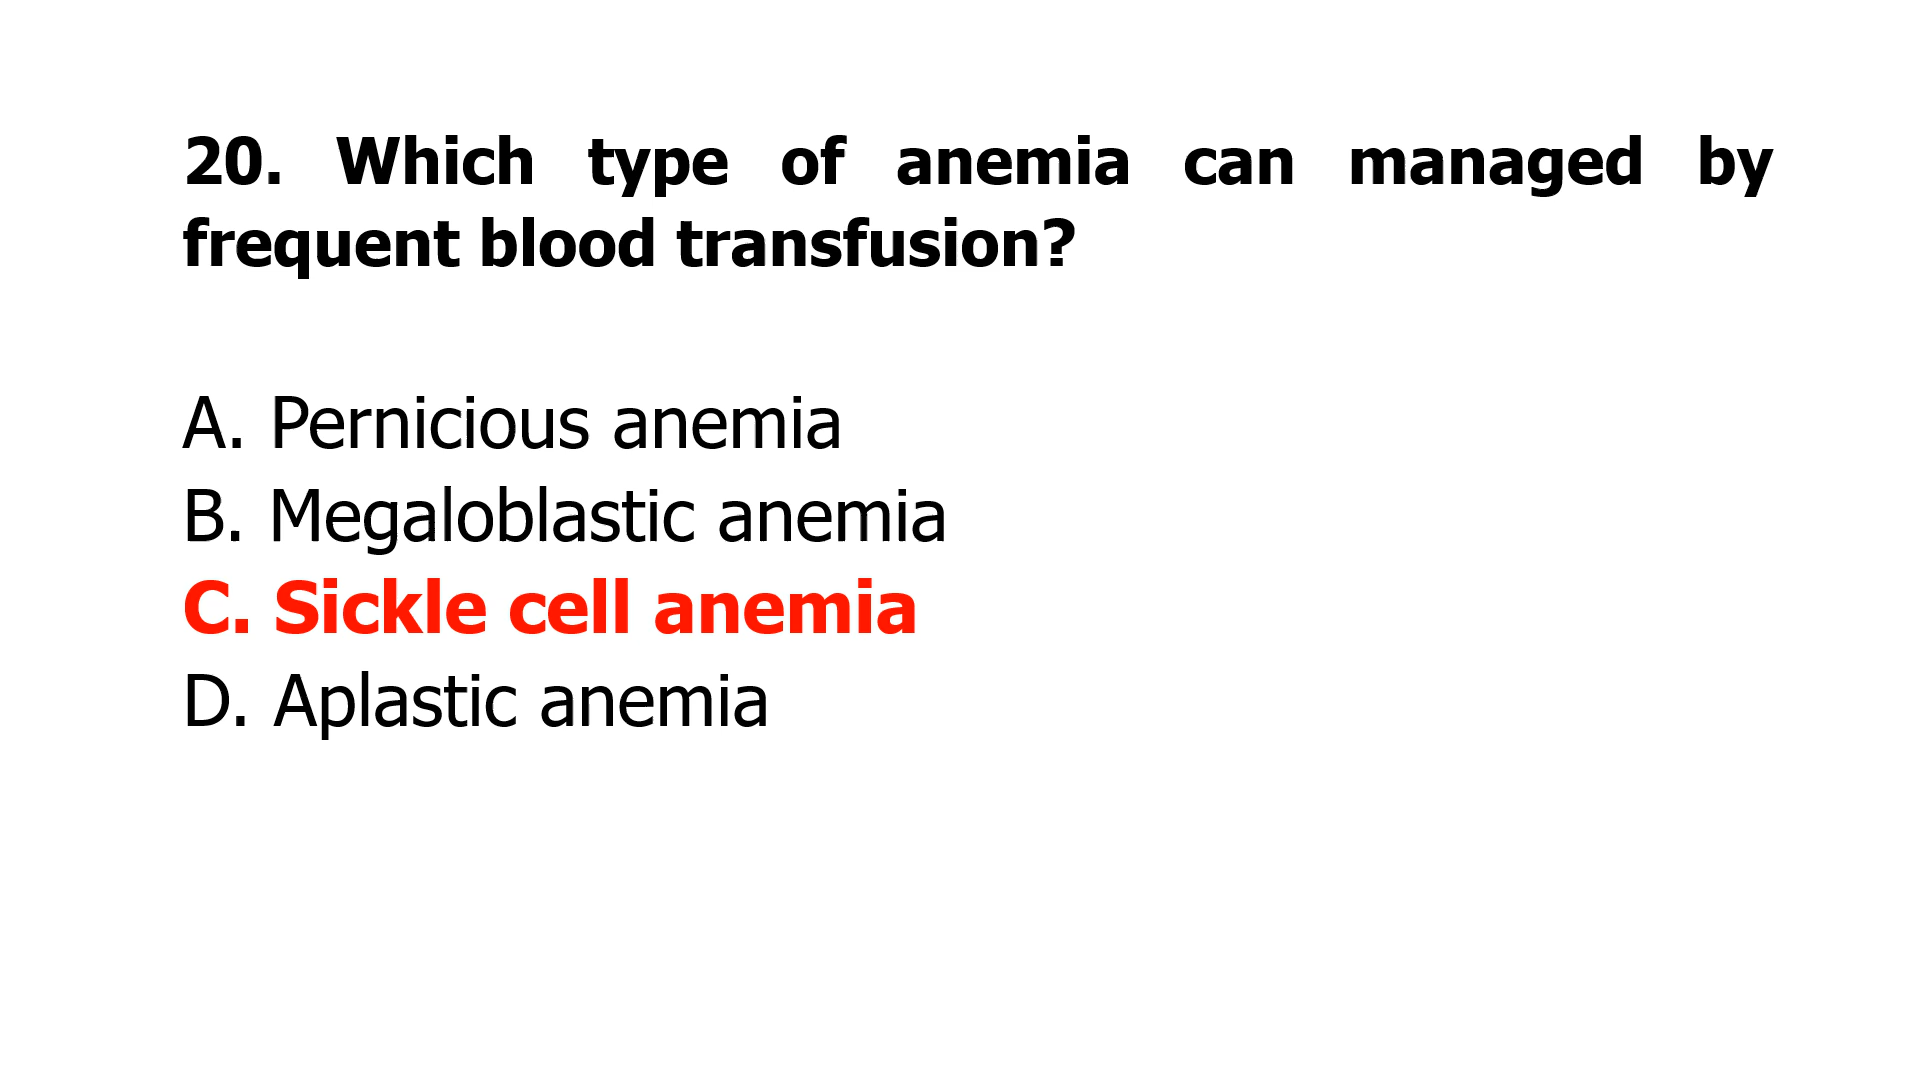 20. Which type of anemia can managed by
frequent blood transfusion?
A. Pernicious anemia
B. Megaloblastic anemia
C. Sickle cell anemia
D. Aplastic anemia